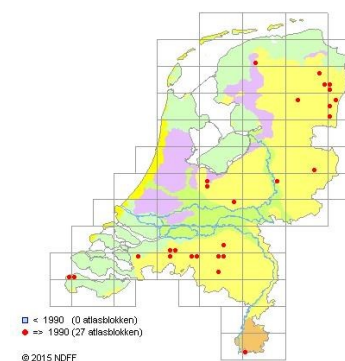 < 1990 (0 atlasblokken)
=> 1990 (27 atlasblokken)
© 2015 NDFF